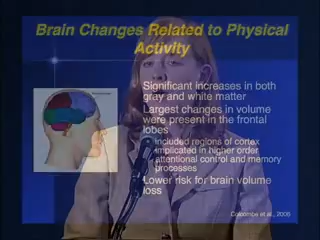 Brain Changes Related to Physical
Activity
Significant increases in both
gray and white matter
Largest changes in volume
were present in the frontal
lobes
Included regions of cortex
implicated in higher order
attentional control and memory
processes
Lower risk for brain volume
loss
Colcombe et al., 2006